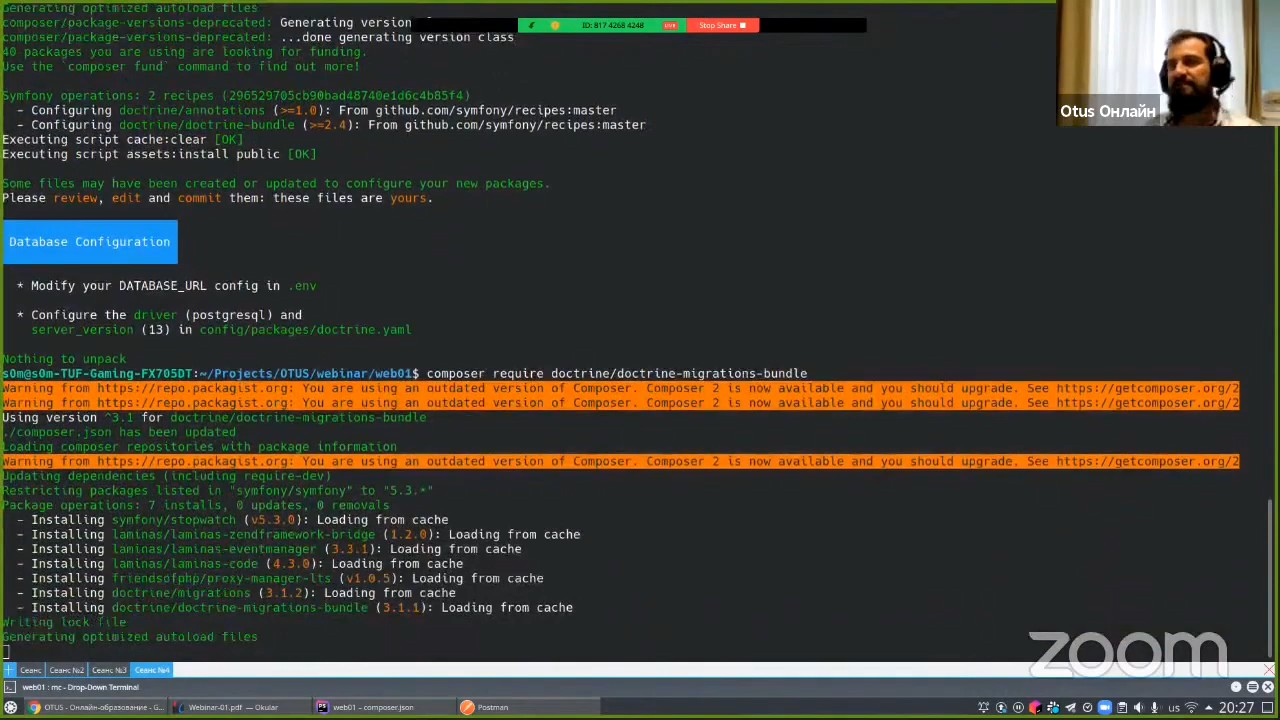 Generating optimized autoload files
composer/package-versions-deprecated: Generating version
composer/package-versions-deprecated: ...done generating version class
40 packages you are using are looking for funding.
Use the `composer fund` command to find out more!
Symfony operations: 2 recipes (296529705cb90bad48740e1d6c4b85f4)
- Configuring doctrine/annotations (>=1.0): From github.com/symfony/recipes:master
- Configuring doctrine/doctrine-bundle (>=2.4): From github.com/symfony/recipes:master
Executing script cache:clear [OK]
Executing script assets:install public [OK]
Some files may have been created or updated to configure your new packages.
Please review, edit and commit them: these files are yours.
Database Configuration
* Modify your DATABASE_URL config in .env
* Configure the driver (postgresql) and
server_version (13) in config/packages/doctrine.yaml
Nothing to unpack
s0m@s0m-TUF-Gaming-FX705DT:~/Projects/OTUS/webinar/web01$ composer require doctrine/doctrine-migrations-bundle
Warning from https://repo.packagist.org: You are using an outdated version of Composer. Composer 2 is now available and you should upgrade. See https://getcomposer.org/2
Warning from https://repo.packagist.org: You are using an outdated version of Composer. Composer 2 is now available and you should upgrade. See https://getcomposer.org/2
Using version ^3.1 for doctrine/doctrine-migrations-bundle
./composer.json has been updated
Loading composer repositories with package information
Warning from https://repo.packagist.org: You are using an outdated version of Composer. Composer 2 is now available and you should upgrade. See https://getcomposer.org/2
Updating dependencies (including require-dev)
Restricting packages listed in "symfony/symfony" to "5.3.*"
Package operations: 7 installs, 0 updates, 0 removals
- Installing symfony/stopwatch (v5.3.0): Loading from cache
- Installing laminas/laminas-zendframework-bridge (1.2.0): Loading from cache
- Installing laminas/laminas-eventmanager (3.3.1): Loading from cache
- Installing laminas/laminas-code (4.3.0): Loading from cache
- Installing friendsofphp/proxy-manager-lts (v1.0.5): Loading from cache
- Installing doctrine/migrations (3.1.2): Loading from cache
- Installing doctrine/doctrine-migrations-bundle (3.1.1): Loading from cache
Writing lock file
Generating optimized autoload files
ID: 817 4268 4248 LIVE Stop Share
Otus Онлайн
zoom
Сеанс Сеанс №2 Сеанс №3 Сеанс №4
web01 : mc - Drop-Down Terminal
OTUS - Онлайн-образование - G... Webinar-01.pdf — Okular web01 – composer.json Postman us 20:27